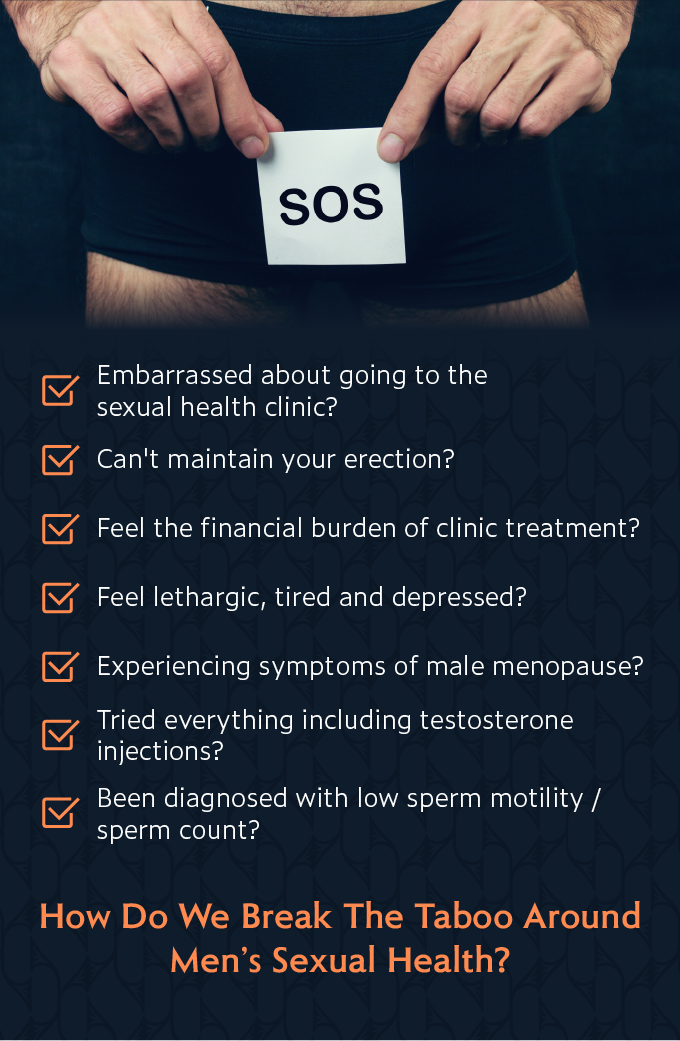 SOS
Embarrassed about going to the
sexual health clinic?
Can't maintain your erection?
Feel the financial burden of clinic treatment?
Feel lethargic, tired and depressed?
Experiencing symptoms of male menopause?
Tried everything including testosterone
injections?
Been diagnosed with low sperm motility /
sperm count?
How Do We Break The Taboo Around
Men’s Sexual Health?